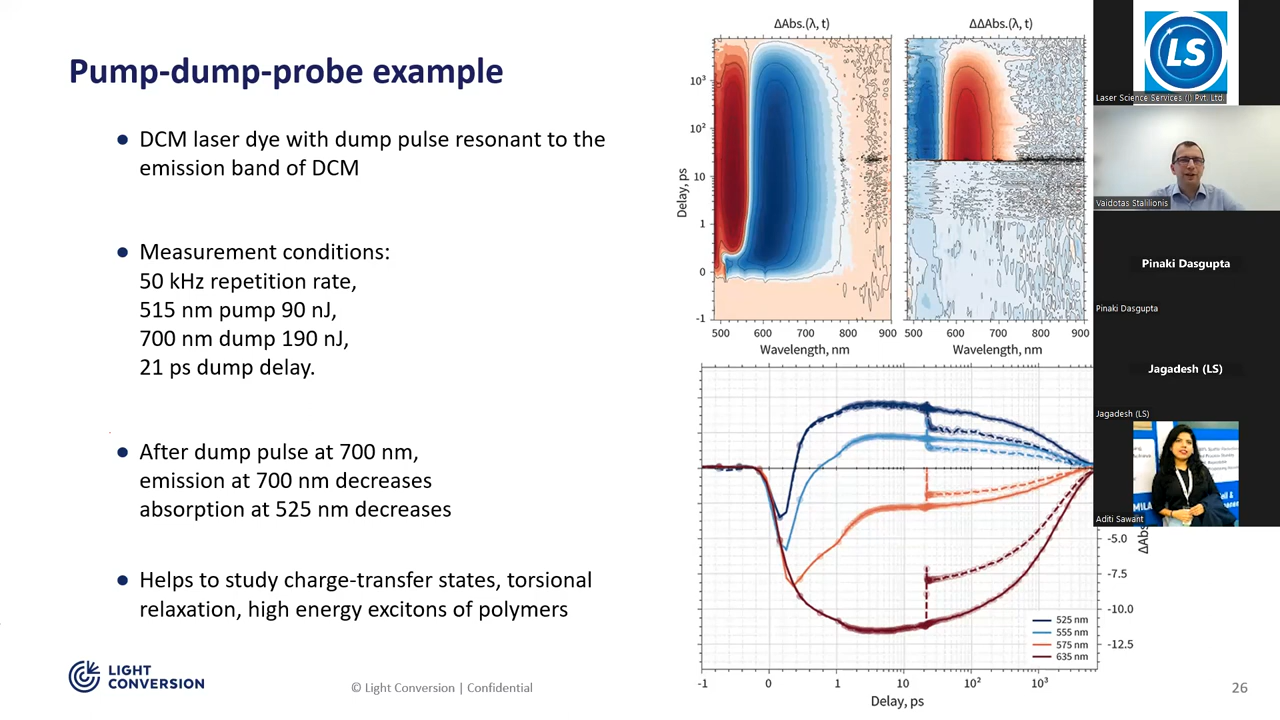 Pump-dump-probe example
● DCM laser dye with dump pulse resonant to the
emission band of DCM
● Measurement conditions:
50 kHz repetition rate,
515 nm pump 90 nJ,
700 nm dump 190 nJ,
21 ps dump delay.
● After dump pulse at 700 nm,
emission at 700 nm decreases
absorption at 525 nm decreases
● Helps to study charge-transfer states, torsional
relaxation, high energy excitons of polymers
LIGHT
CONVERSION
© Light Conversion | Confidential
26
ΔAbs.(λ, t)
ΔΔAbs.(λ, t)
Delay, ps
10³
10²
10
1
0
-1
500 600 700 800 900
500 600 700 800 900
Wavelength, nm
Wavelength, nm
-5.0
-7.5
-10.0
-12.5
ΔAbs
525 nm
555 nm
575 nm
635 nm
-1 0 1 10 10² 10³
Delay, ps
LS
Laser Science Services (I) Pvt. Ltd.
Vaidotas Stalilionis
Pinaki Dasgupta
Pinaki Dasgupta
Jagadesh (LS)
Jagadesh (LS)
Aditi Sawant